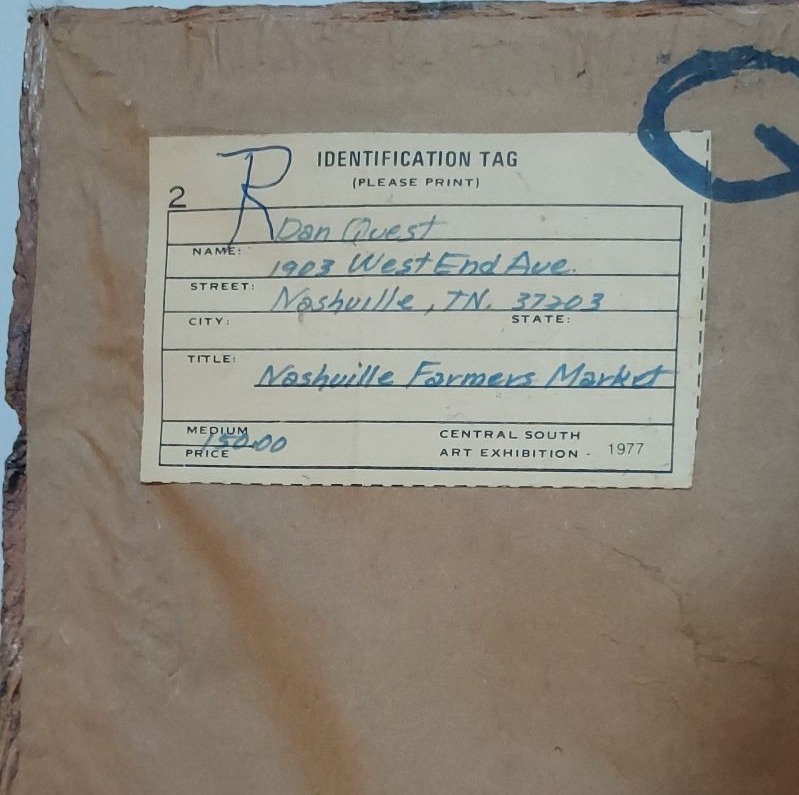 IDENTIFICATION TAG
(PLEASE PRINT)
2 R
Dan Quest
NAME:
1903 West End Ave.
STREET:
Nashville, TN. 37203
CITY: STATE:
TITLE:
Nashville Farmers Market
MEDIUM
150.00
PRICE
CENTRAL SOUTH
ART EXHIBITION - 1977